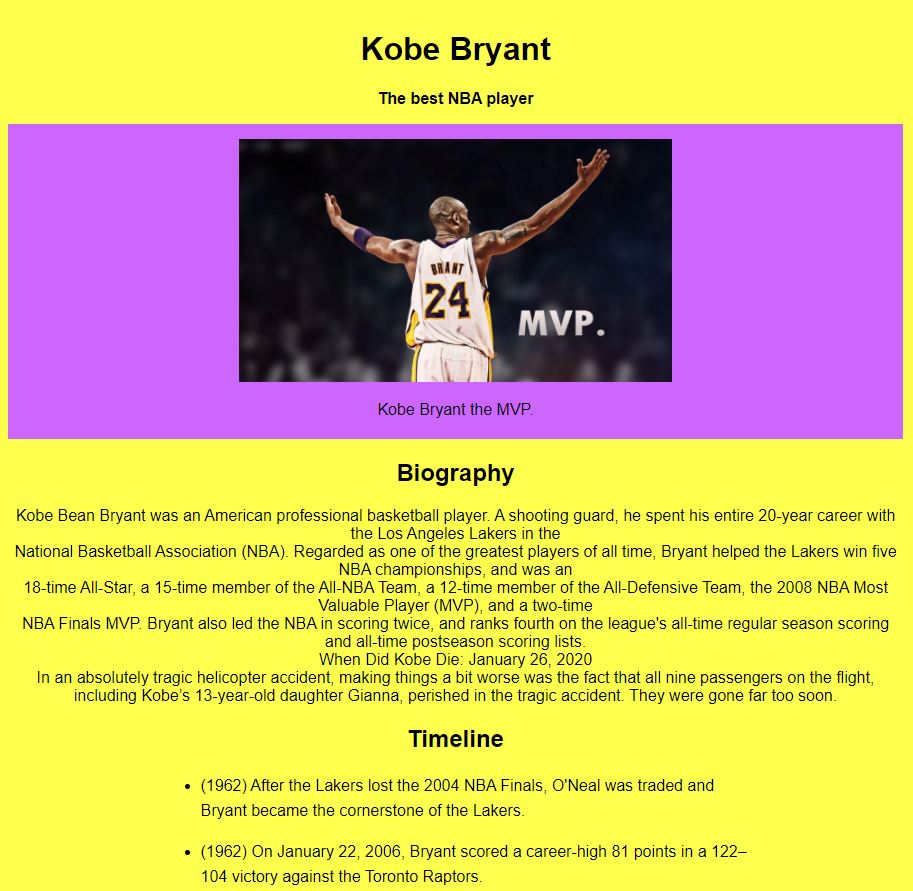 Kobe Bryant
The best NBA player
BRYANT
24
MVP.
Kobe Bryant the MVP.
Biography
Kobe Bean Bryant was an American professional basketball player. A shooting guard, he spent his entire 20-year career with
the Los Angeles Lakers in the
National Basketball Association (NBA). Regarded as one of the greatest players of all time, Bryant helped the Lakers win five
NBA championships, and was an
18-time All-Star, a 15-time member of the All-NBA Team, a 12-time member of the All-Defensive Team, the 2008 NBA Most
Valuable Player (MVP), and a two-time
NBA Finals MVP. Bryant also led the NBA in scoring twice, and ranks fourth on the league's all-time regular season scoring
and all-time postseason scoring lists.
When Did Kobe Die: January 26, 2020
In an absolutely tragic helicopter accident, making things a bit worse was the fact that all nine passengers on the flight,
including Kobe’s 13-year-old daughter Gianna, perished in the tragic accident. They were gone far too soon.
Timeline
• (1962) After the Lakers lost the 2004 NBA Finals, O'Neal was traded and
Bryant became the cornerstone of the Lakers.
• (1962) On January 22, 2006, Bryant scored a career-high 81 points in a 122–
104 victory against the Toronto Raptors.